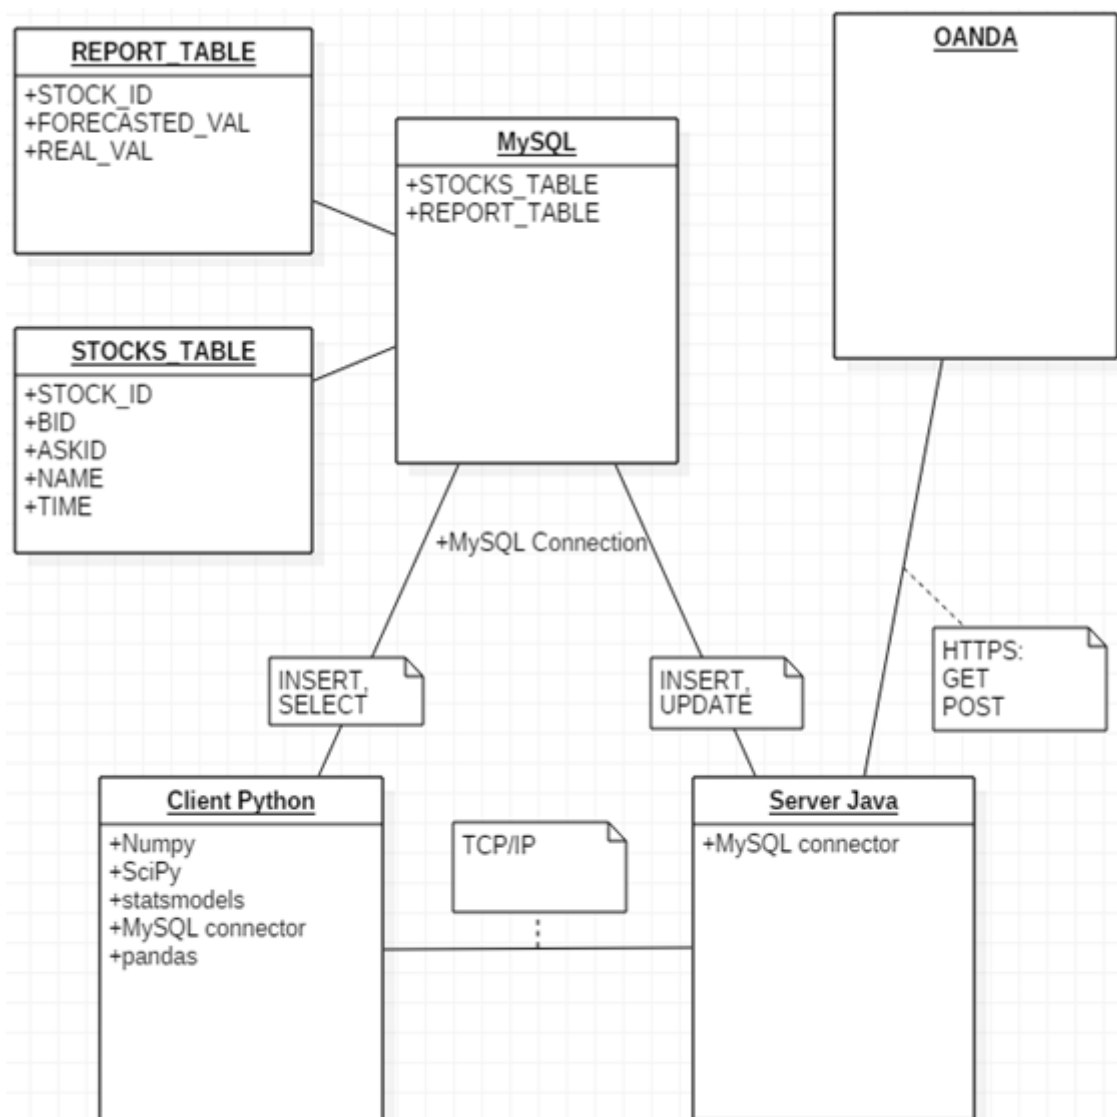 REPORT_TABLE
+STOCK_ID
+FORECASTED_VAL
+REAL_VAL
MySQL
+STOCKS_TABLE
+REPORT_TABLE
OANDA
STOCKS_TABLE
+STOCK_ID
+BID
+ASKID
+NAME
+TIME
+MySQL Connection
INSERT,
SELECT
INSERT,
UPDATE
HTTPS:
GET
POST
Client Python
+Numpy
+SciPy
+statsmodels
+MySQL connector
+pandas
TCP/IP
Server Java
+MySQL connector